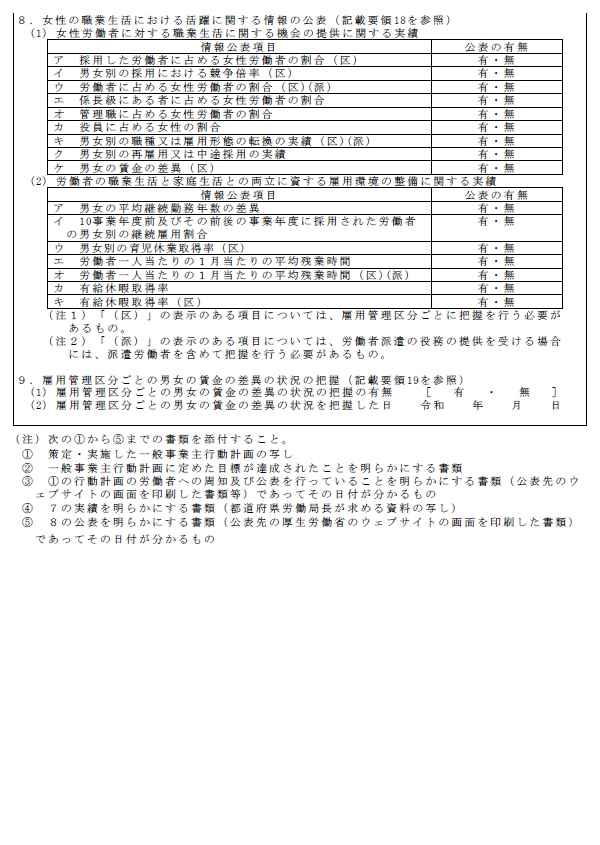 ８．女性の職業生活における活躍に関する情報の公表（記載要領18を参照）
(1) 女性労働者に対する職業生活に関する機会の提供に関する実績
情報公表項目　公表の有無
ア　採用した労働者に占める女性労働者の割合（区）　有・無
イ　男女別の採用における競争倍率（区）　有・無
ウ　労働者に占める女性労働者の割合（区）（派）　有・無
エ　係長級にある者に占める女性労働者の割合　有・無
オ　管理職に占める女性労働者の割合　有・無
カ　役員に占める女性の割合　有・無
キ　男女別の職種又は雇用形態の転換の実績（区）（派）　有・無
ク　男女別の再雇用又は中途採用の実績　有・無
ケ　男女の賃金の差異（区）　有・無
(2) 労働者の職業生活と家庭生活との両立に資する雇用環境の整備に関する実績
情報公表項目　公表の有無
ア　男女の平均継続勤務年数の差異　有・無
イ　10事業年度前及びその前後の事業年度に採用された労働者　有・無
の男女別の継続雇用割合
ウ　男女別の育児休業取得率（区）　有・無
エ　労働者一人当たりの１月当たりの平均残業時間　有・無
オ　労働者一人当たりの１月当たりの平均残業時間（区）（派）　有・無
カ　有給休暇取得率　有・無
キ　有給休暇取得率（区）　有・無
（注１）「（区）」の表示のある項目については、雇用管理区分ごとに把握を行う必要が
あるもの。
（注２）「（派）」の表示のある項目については、労働者派遣の役務の提供を受ける場合
には、派遣労働者を含めて把握を行う必要があるもの。
９．雇用管理区分ごとの男女の賃金の差異の状況の把握（記載要領19を参照）
(1) 雇用管理区分ごとの男女の賃金の差異の状況の把握の有無　［　有　・　無　］
(2) 雇用管理区分ごとの男女の賃金の差異の状況を把握した日　令和　年　月　日
（注）次の①から⑤までの書類を添付すること。
①　策定・実施した一般事業主行動計画の写し
②　一般事業主行動計画に定めた目標が達成されたことを明らかにする書類
③　①の行動計画の労働者への周知及び公表を行っていることを明らかにする書類（公表先のウ
ェブサイトの画面を印刷した書類等）であってその日付が分かるもの
④　７の実績を明らかにする書類（都道府県労働局長が求める資料の写し）
⑤　８の公表を明らかにする書類（公表先の厚生労働省のウェブサイトの画面を印刷した書類）
であってその日付が分かるもの